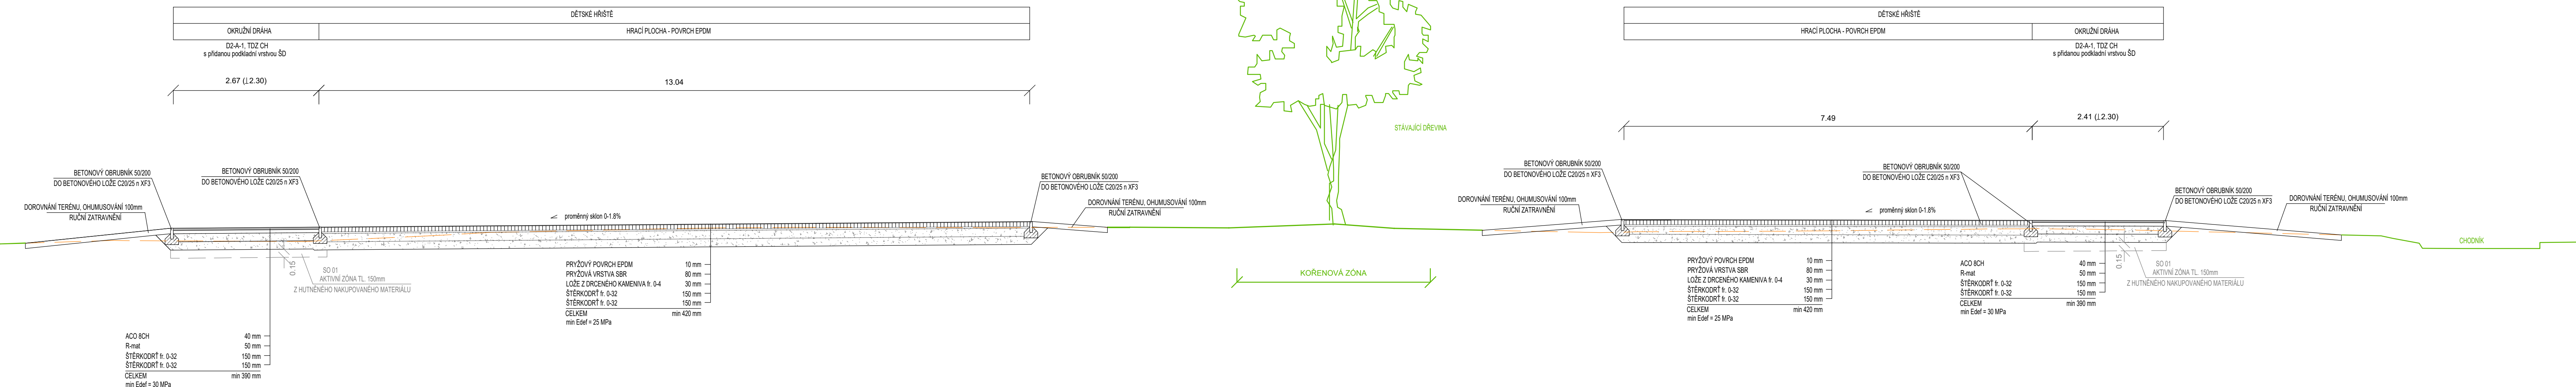 DĚTSKÉ HŘIŠTĚ
OKRUŽNÍ DRÁHA
HRACÍ PLOCHA - POVRCH EPDM
D2-A-1, TDZ CH
s přidanou podkladní vrstvou ŠD
2.67 (⊥2.30)
13.04
BETONOVÝ OBRUBNÍK 50/200
DO BETONOVÉHO LOŽE C20/25 n XF3
BETONOVÝ OBRUBNÍK 50/200
DO BETONOVÉHO LOŽE C20/25 n XF3
DOROVNÁNÍ TERÉNU, OHUMUSOVÁNÍ 100mm
RUČNÍ ZATRAVNĚNÍ
proměnný sklon 0-1.8%
BETONOVÝ OBRUBNÍK 50/200
DO BETONOVÉHO LOŽE C20/25 n XF3
DOROVNÁNÍ TERÉNU, OHUMUSOVÁNÍ 100mm
RUČNÍ ZATRAVNĚNÍ
0.15
SO 01
AKTIVNÍ ZÓNA TL. 150mm
Z HUTNĚNÉHO NAKUPOVANÉHO MATERIÁLU
PRYŽOVÝ POVRCH EPDM 10 mm
PRYŽOVÁ VRSTVA SBR 80 mm
LOŽE Z DRCENÉHO KAMENIVA fr. 0-4 30 mm
ŠTĚRKODRŤ fr. 0-32 150 mm
ŠTĚRKODRŤ fr. 0-32 150 mm
CELKEM min 420 mm
min Edef = 25 MPa
ACO 8CH 40 mm
R-mat 50 mm
ŠTĚRKODRŤ fr. 0-32 150 mm
ŠTĚRKODRŤ fr. 0-32 150 mm
CELKEM min 390 mm
min Edef = 30 MPa
STÁVAJÍCÍ DŘEVINA
KOŘENOVÁ ZÓNA
DĚTSKÉ HŘIŠTĚ
HRACÍ PLOCHA - POVRCH EPDM
OKRUŽNÍ DRÁHA
D2-A-1, TDZ CH
s přidanou podkladní vrstvou ŠD
7.49
2.41 (⊥2.30)
BETONOVÝ OBRUBNÍK 50/200
DO BETONOVÉHO LOŽE C20/25 n XF3
DOROVNÁNÍ TERÉNU, OHUMUSOVÁNÍ 100mm
RUČNÍ ZATRAVNĚNÍ
BETONOVÝ OBRUBNÍK 50/200
DO BETONOVÉHO LOŽE C20/25 n XF3
proměnný sklon 0-1.8%
BETONOVÝ OBRUBNÍK 50/200
DO BETONOVÉHO LOŽE C20/25 n XF3
DOROVNÁNÍ TERÉNU, OHUMUSOVÁNÍ 100mm
RUČNÍ ZATRAVNĚNÍ
CHODNÍK
PRYŽOVÝ POVRCH EPDM 10 mm
PRYŽOVÁ VRSTVA SBR 80 mm
LOŽE Z DRCENÉHO KAMENIVA fr. 0-4 30 mm
ŠTĚRKODRŤ fr. 0-32 150 mm
ŠTĚRKODRŤ fr. 0-32 150 mm
CELKEM min 420 mm
min Edef = 25 MPa
ACO 8CH 40 mm
R-mat 50 mm
ŠTĚRKODRŤ fr. 0-32 150 mm
ŠTĚRKODRŤ fr. 0-32 150 mm
CELKEM min 390 mm
min Edef = 30 MPa
0.15
SO 01
AKTIVNÍ ZÓNA TL. 150mm
Z HUTNĚNÉHO NAKUPOVANÉHO MATERIÁLU